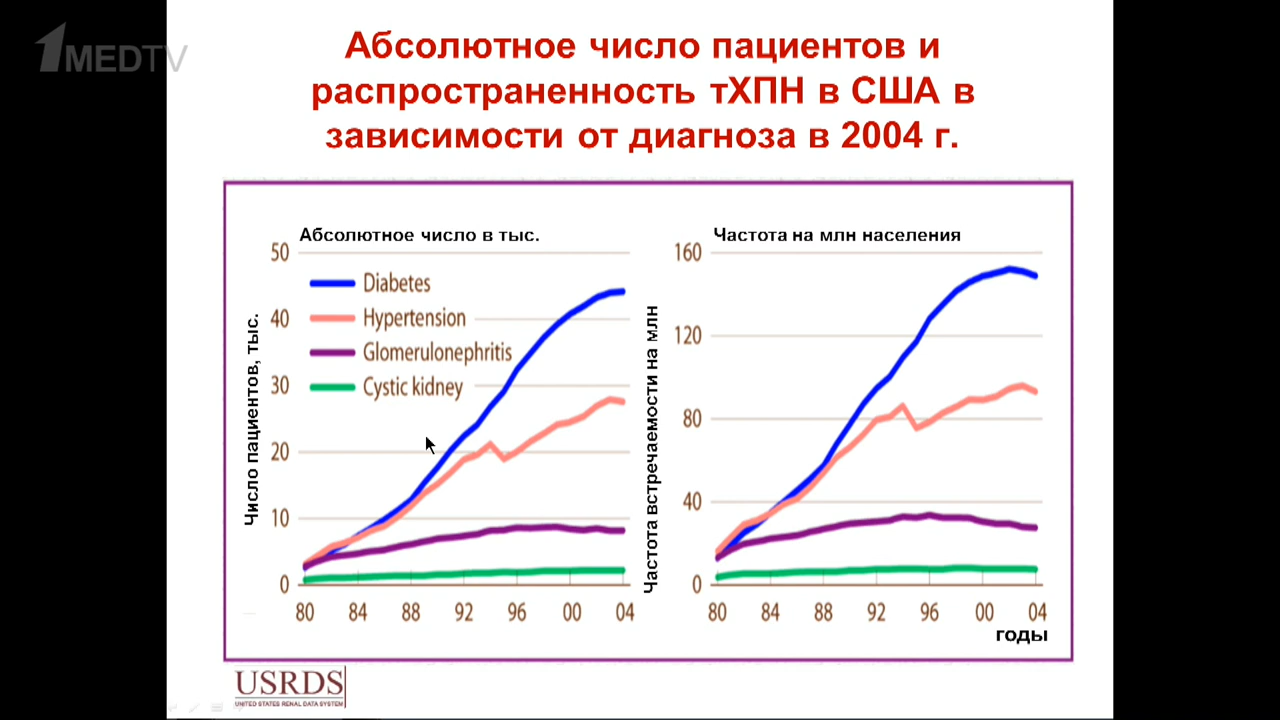 1MEDTV
Абсолютное число пациентов и
распространенность тХПН в США в
зависимости от диагноза в 2004 г.
Абсолютное число в тыс.
Число пациентов, тыс.
50
40
30
20
10
0
Diabetes
Hypertension
Glomerulonephritis
Cystic kidney
80 84 88 92 96 00 04
Частота на млн населения
Частота встречаемости на млн
160
120
80
40
0
80 84 88 92 96 00 04
годы
USRDS
UNITED STATES RENAL DATA SYSTEM